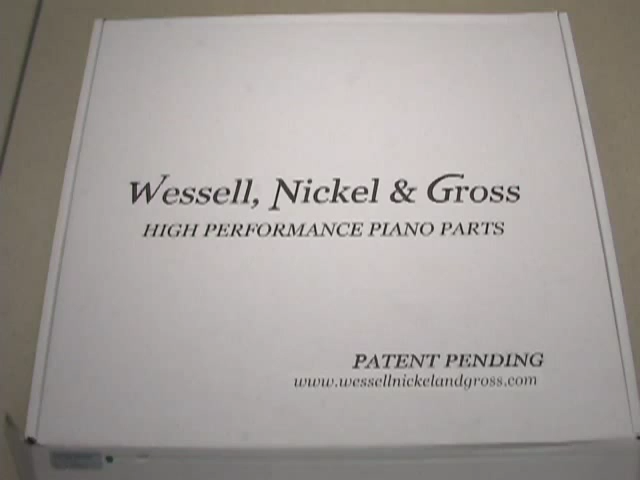 Wessell, Nickel & Gross
HIGH PERFORMANCE PIANO PARTS
PATENT PENDING
www.wessellnickelandgross.com